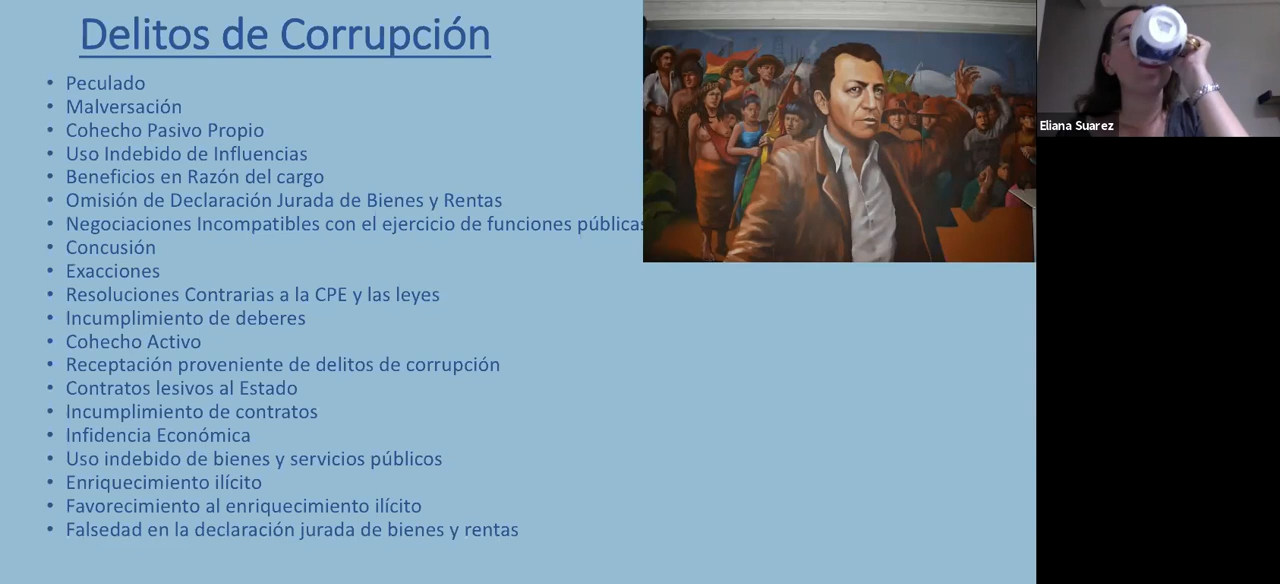 Delitos de Corrupción
• Peculado
• Malversación
• Cohecho Pasivo Propio
• Uso Indebido de Influencias
• Beneficios en Razón del cargo
• Omisión de Declaración Jurada de Bienes y Rentas
• Negociaciones Incompatibles con el ejercicio de funciones públicas
• Concusión
• Exacciones
• Resoluciones Contrarias a la CPE y las leyes
• Incumplimiento de deberes
• Cohecho Activo
• Receptación proveniente de delitos de corrupción
• Contratos lesivos al Estado
• Incumplimiento de contratos
• Infidencia Económica
• Uso indebido de bienes y servicios públicos
• Enriquecimiento ilícito
• Favorecimiento al enriquecimiento ilícito
• Falsedad en la declaración jurada de bienes y rentas
Eliana Suarez